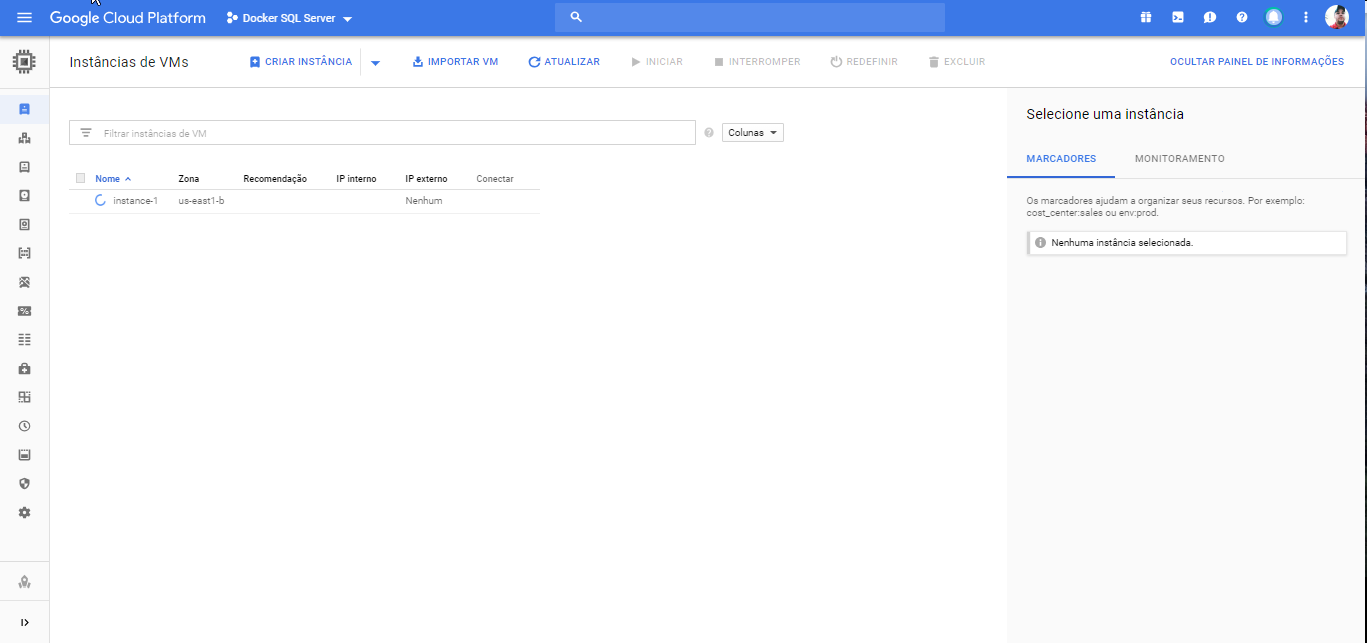 Google Cloud Platform
Docker SQL Server
Instâncias de VMs
CRIAR INSTÂNCIA
IMPORTAR VM
ATUALIZAR
INICIAR
INTERROMPER
REDEFINIR
EXCLUIR
OCULTAR PAINEL DE INFORMAÇÕES
Filtrar instâncias de VM
Colunas
Nome Zona Recomendação IP interno IP externo Conectar
instance-1 us-east1-b Nenhum
Selecione uma instância
MARCADORES MONITORAMENTO
Os marcadores ajudam a organizar seus recursos. Por exemplo:
cost_center:sales ou env:prod.
Nenhuma instância selecionada.